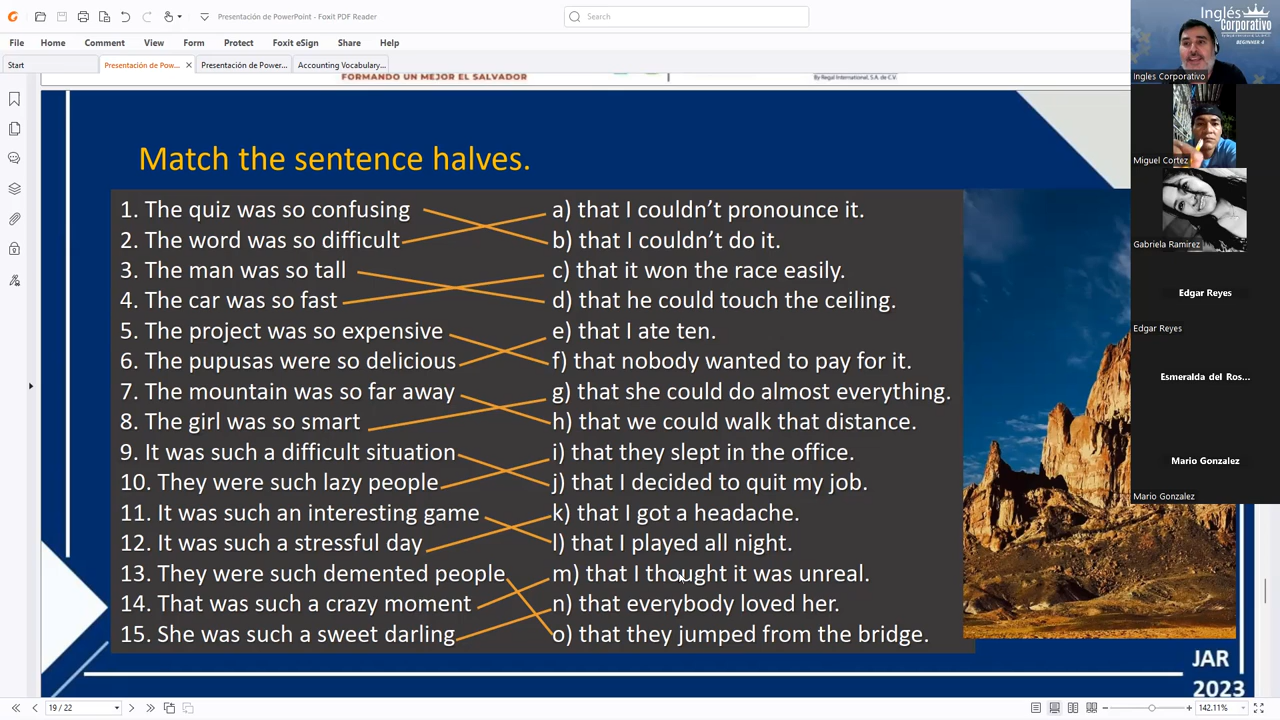 Presentación de PowerPoint - Foxit PDF Reader
Search
File Home Comment View Form Protect Foxit eSign Share Help
Start
Presentación de Pow...
Presentación de Power...
Accounting Vocabulary...
FORMANDO UN MEJOR EL SALVADOR
By Regal International, S.A. de C.V.
Match the sentence halves.
1. The quiz was so confusing
a) that I couldn't pronounce it.
2. The word was so difficult
b) that I couldn't do it.
3. The man was so tall
c) that it won the race easily.
4. The car was so fast
d) that he could touch the ceiling.
5. The project was so expensive
e) that I ate ten.
6. The pupusas were so delicious
f) that nobody wanted to pay for it.
7. The mountain was so far away
g) that she could do almost everything.
8. The girl was so smart
h) that we could walk that distance.
9. It was such a difficult situation
i) that they slept in the office.
10. They were such lazy people
j) that I decided to quit my job.
11. It was such an interesting game
k) that I got a headache.
12. It was such a stressful day
l) that I played all night.
13. They were such demented people
m) that I thought it was unreal.
14. That was such a crazy moment
n) that everybody loved her.
15. She was such a sweet darling
o) that they jumped from the bridge.
JAR
2023
19 / 22
142.11%
Inglés
Corporativo
BEGINNER 4
Ingles Corporativo
Miguel Cortez
Gabriela Ramirez
Edgar Reyes
Edgar Reyes
Esmeralda del Ros...
Mario Gonzalez
Mario Gonzalez